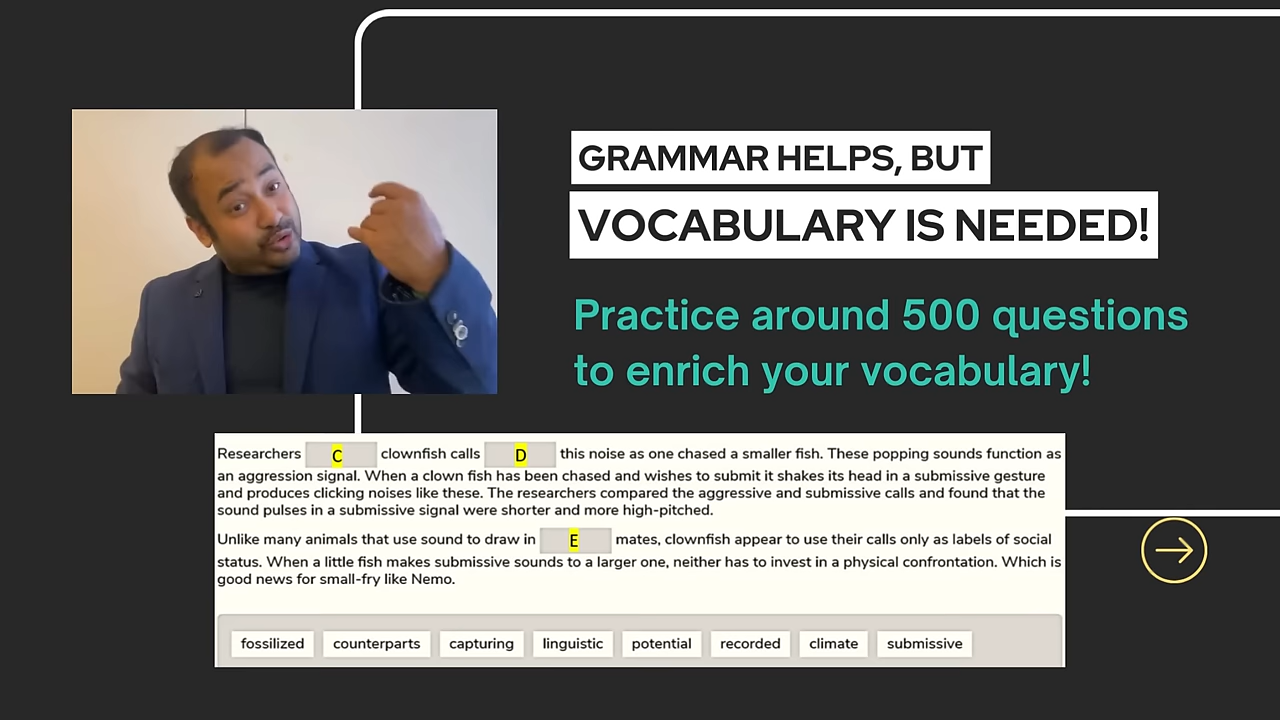 GRAMMAR HELPS, BUT
VOCABULARY IS NEEDED!
Practice around 500 questions
to enrich your vocabulary!
Researchers C clownfish calls D this noise as one chased a smaller fish. These popping sounds function as
an aggression signal. When a clown fish has been chased and wishes to submit it shakes its head in a submissive gesture
and produces clicking noises like these. The researchers compared the aggressive and submissive calls and found that the
sound pulses in a submissive signal were shorter and more high-pitched.
Unlike many animals that use sound to draw in E mates, clownfish appear to use their calls only as labels of social
status. When a little fish makes submissive sounds to a larger one, neither has to invest in a physical confrontation. Which is
good news for small-fry like Nemo.
fossilized counterparts capturing linguistic potential recorded climate submissive